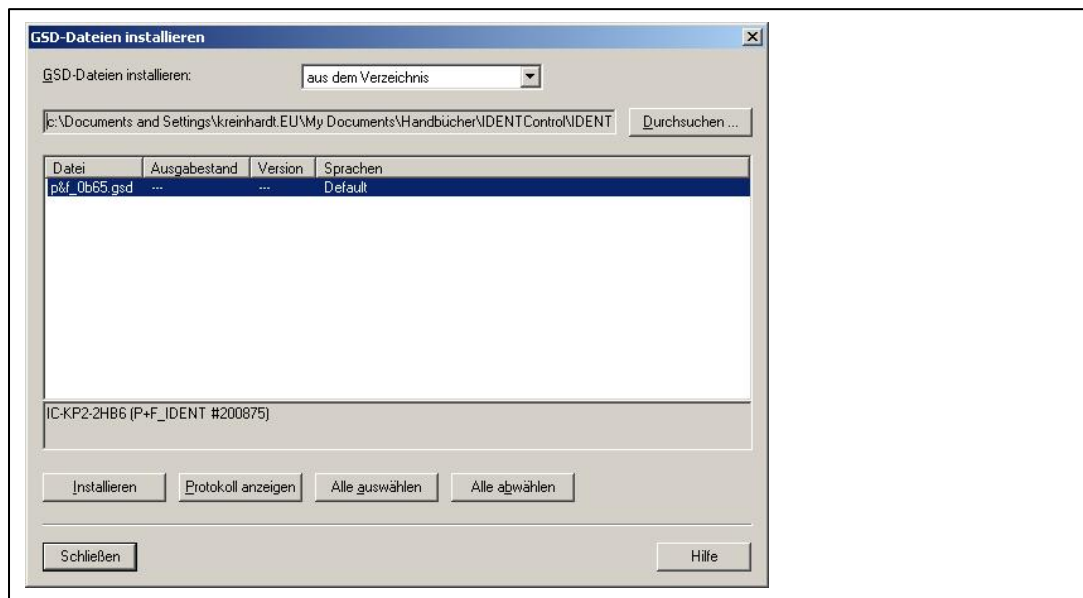 GSD-Dateien installieren
GSD-Dateien installieren: aus dem Verzeichnis
c:\Documents and Settings\kreinhardt.EU\My Documents\Handbücher\IDENTControl\IDENT Durchsuchen ...
Datei Ausgabestand Version Sprachen
p&f_0b65.gsd --- --- Default
IC-KP2-2HB6 (P+F_IDENT #200875)
Installieren Protokoll anzeigen Alle auswählen Alle abwählen
Schließen Hilfe